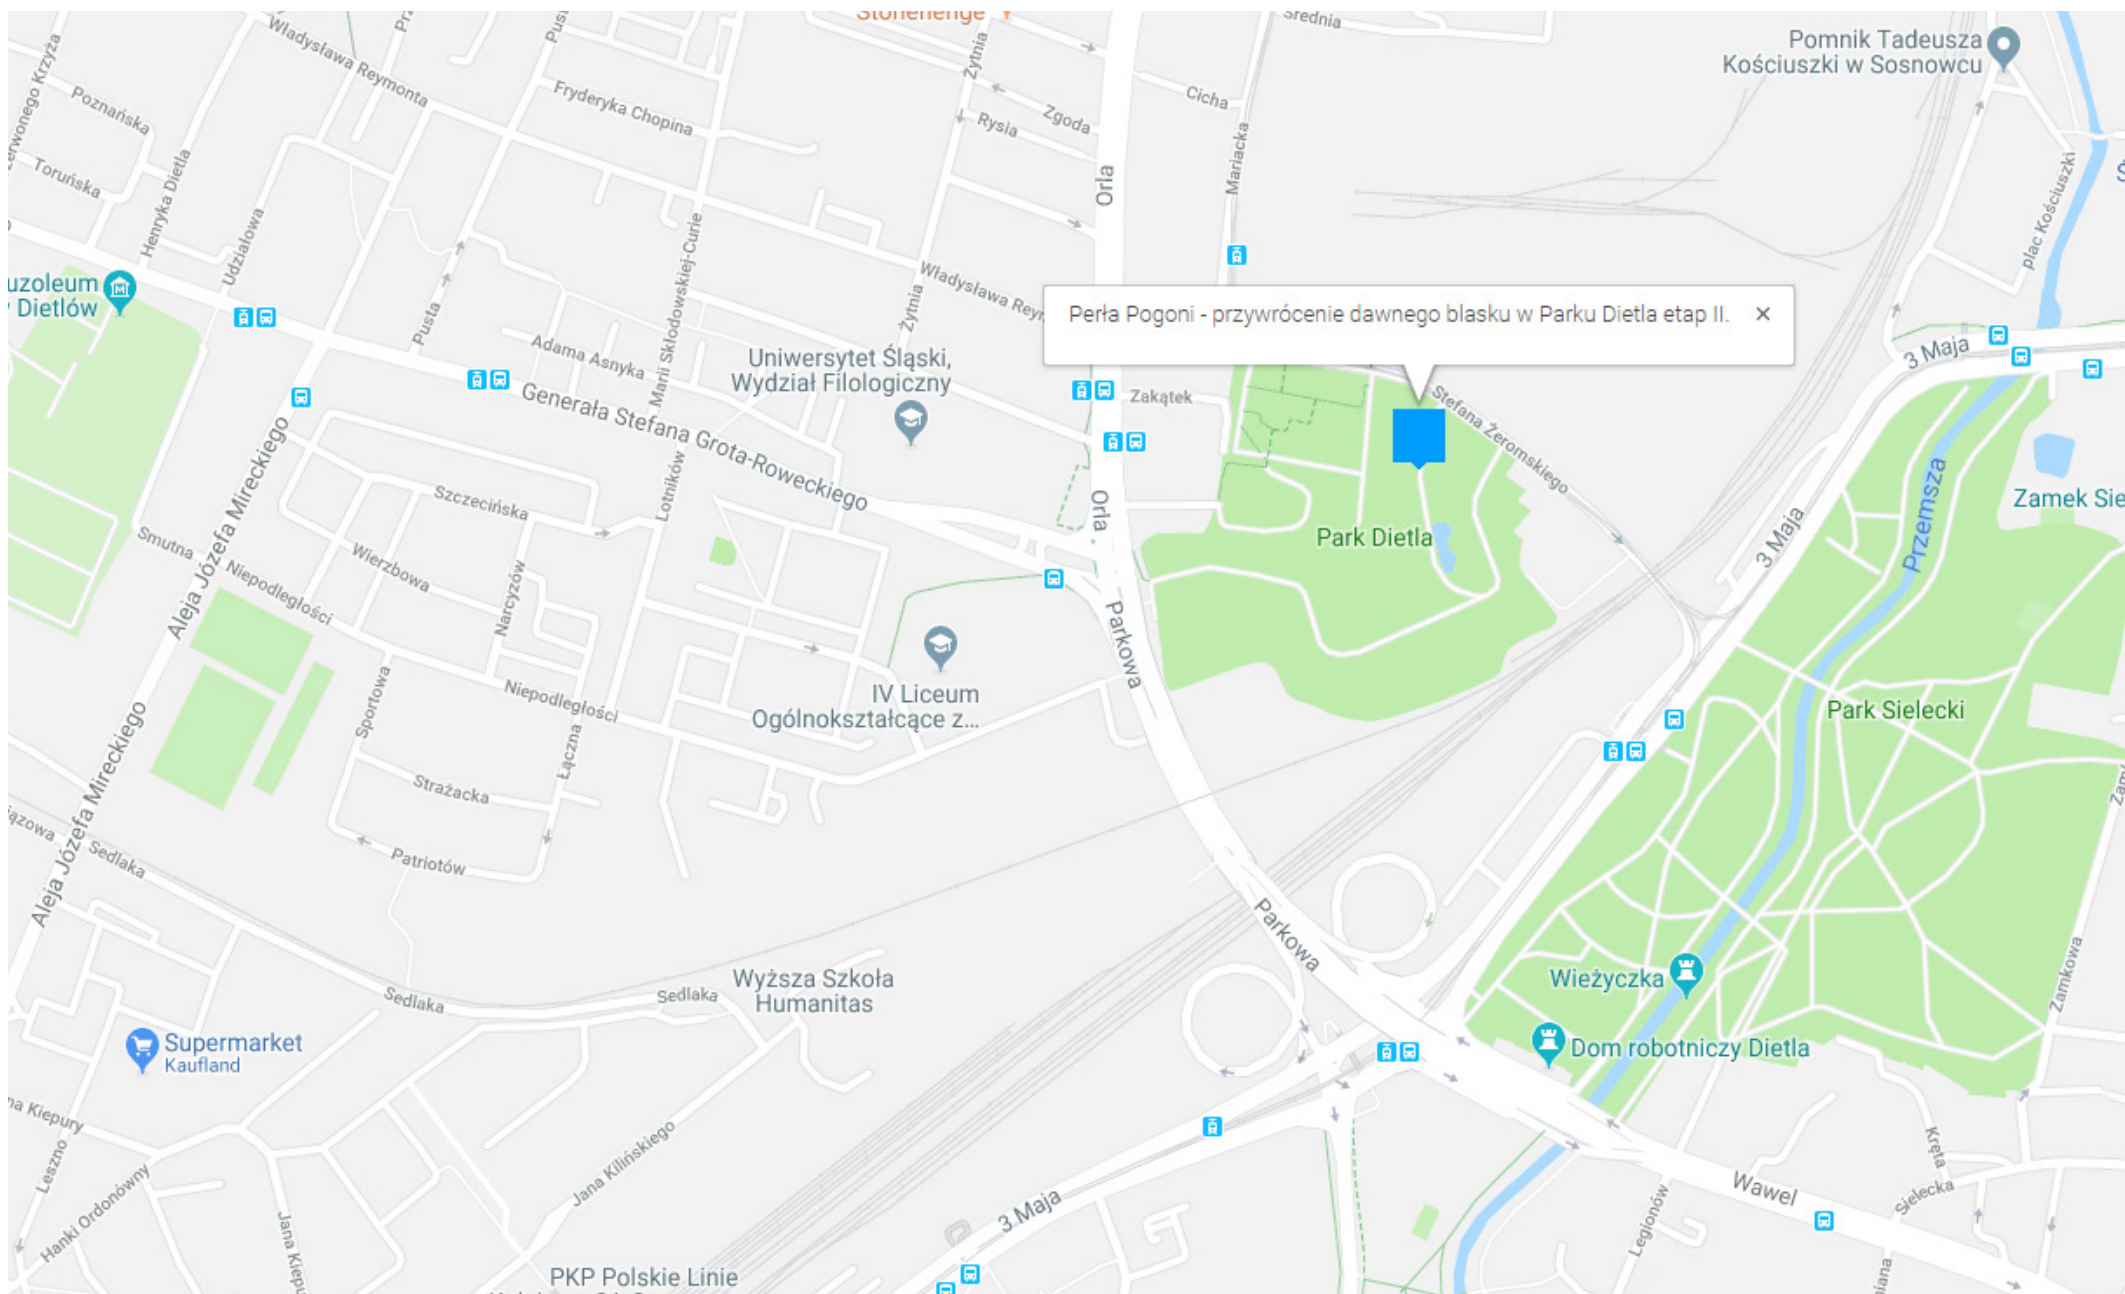 Stonehenge
Średnia
Pomnik Tadeusza
Kościuszki w Sosnowcu
Władysława Reymonta
Żytnia
Poznańska
Fryderyka Chopina
Zgoda
Rysia
Cicha
Toruńska
Henryka Dietla
Orla
Mariacka
plac Kościuszki
Udziałowa
Marii Skłodowskiej-Curie
Władysława
Żytnia
Pusta
Perła Pogoni - przywrócenie dawnego blasku w Parku Dietla etap II.
×
Dietlów
Adama Asnyka
Uniwersytet Śląski,
Wydział Filologiczny
3 Maja
Zakątek
Stefana Żeromskiego
Generała Stefana Grota-Roweckiego
Aleja Józefa Mireckiego
Szczecińska
Lotników
Orla
Park Dietla
Przemsza
Zamek
3 Maja
Smutna
Niepodległości
Wierzbowa
Narcyzów
Parkowa
IV Liceum
Ogólnokształcące z...
Park Sielecki
Sportowa
Niepodległości
Łączna
Strażacka
Aleja Józefa Mireckiego
Sedlaka
Patriotów
Parkowa
Wyższa Szkoła
Humanitas
Sedlaka
Sedlaka
Wieżyczka
Zamkowa
Supermarket
Kaufland
Dom robotniczy Dietla
Kiepury
Leszno
Hanki Ordonówny
Jana Kilińskiego
Jana
3 Maja
Kręta
Sielecka
Wawel
Legionów
PKP Polskie Linie